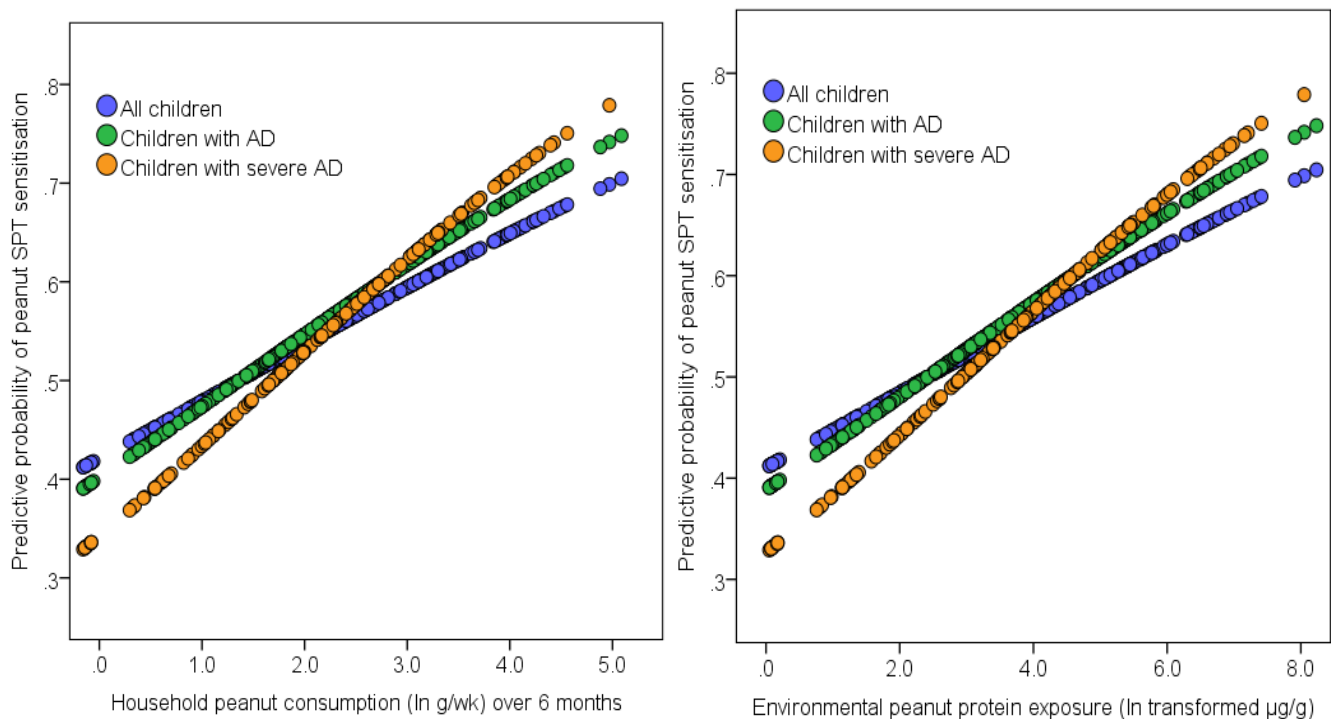 Predictive probability of peanut SPT sensitisation
.8
.7
.6
.5
.4
.3
All children
Children with AD
Children with severe AD
.0 1.0 2.0 3.0 4.0 5.0
Household peanut consumption (ln g/wk) over 6 months
Predictive probability of peanut SPT sensitisation
.8
.7
.6
.5
.4
.3
All children
Children with AD
Children with severe AD
.0 2.0 4.0 6.0 8.0
Environmental peanut protein exposure (ln transformed µg/g)